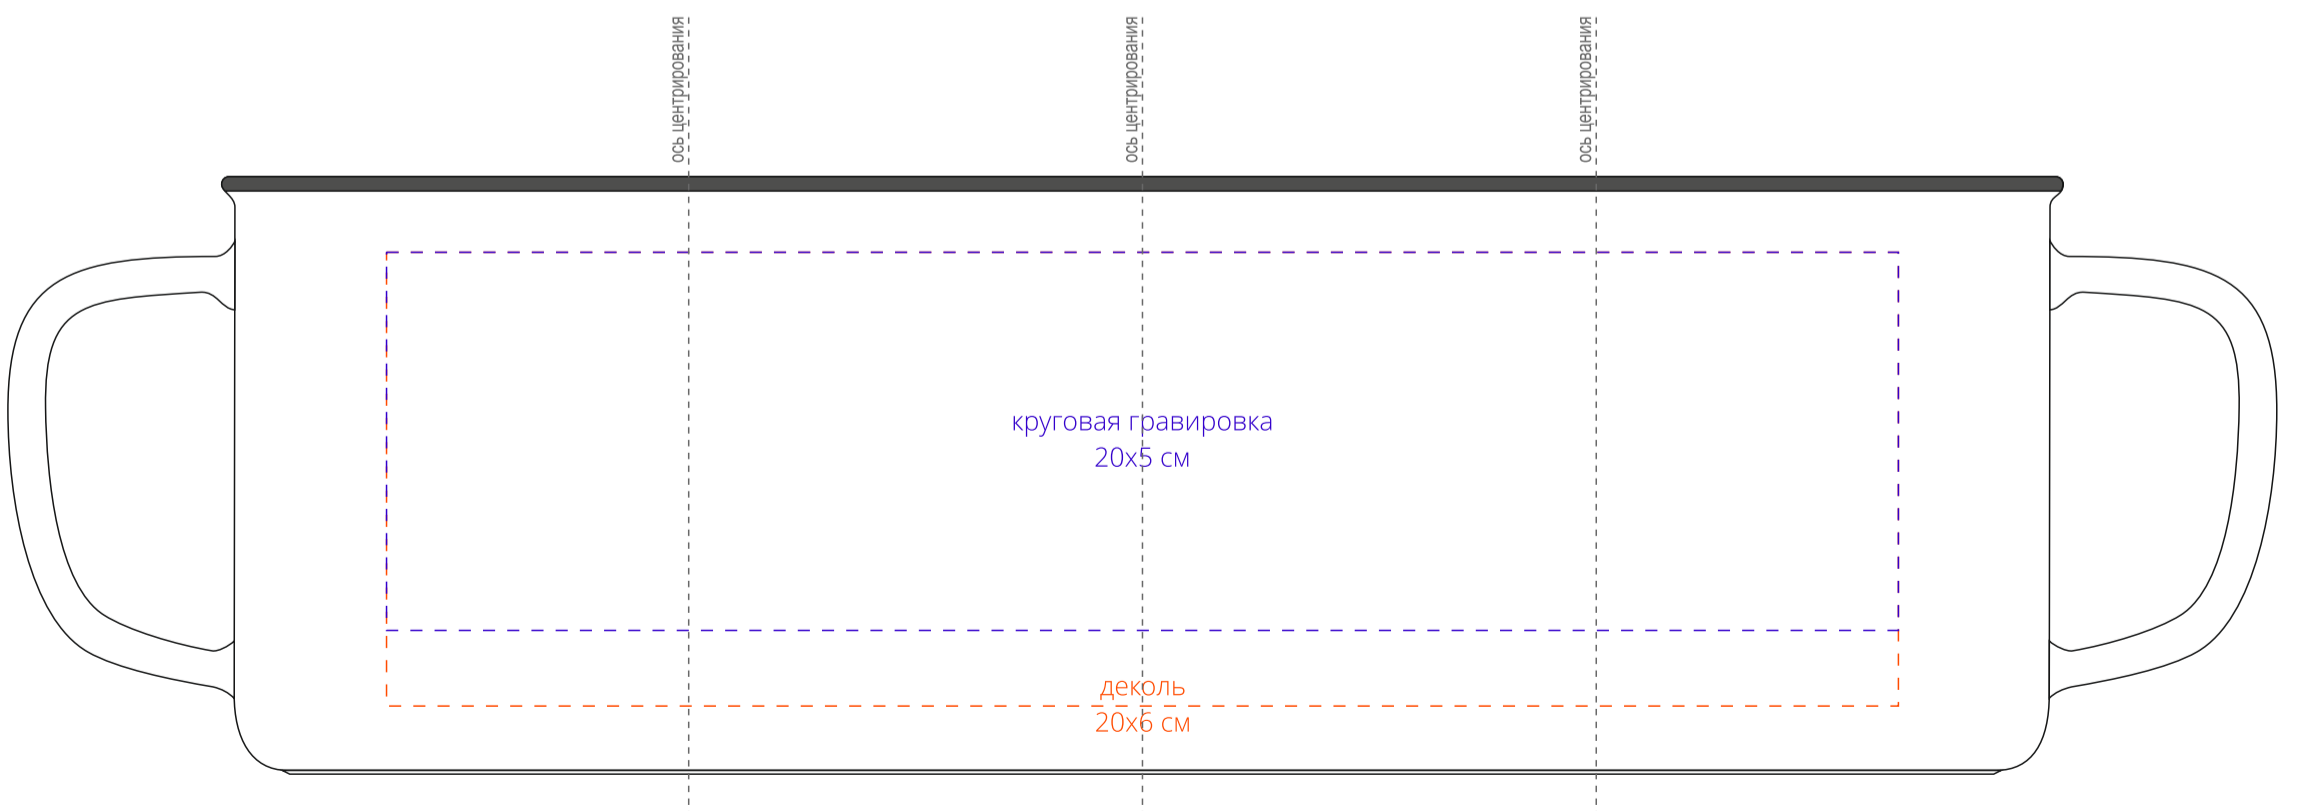 ось центрирования
ось центрирования
ось центрирования
круговая гравировка
20x5 см
деколь
20x6 см